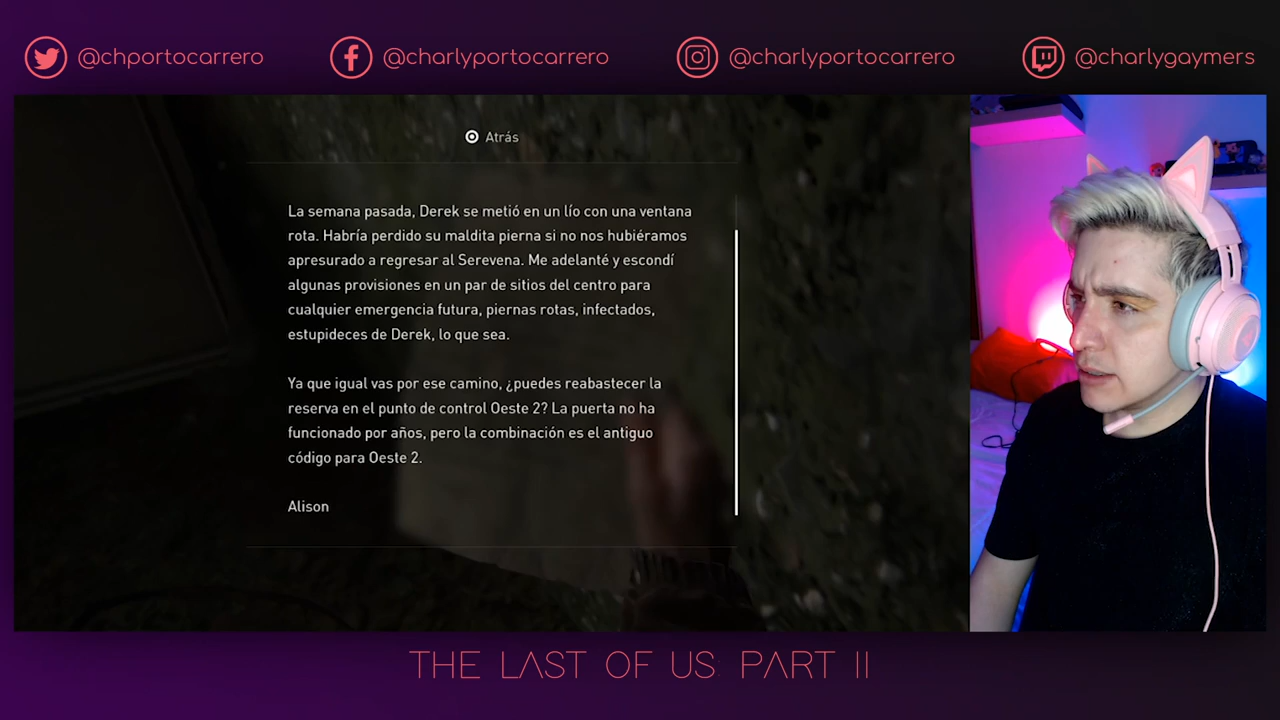 @chportocarrero
@charlyportocarrero
@charlyportocarrero
@charlygaymers
Atrás
La semana pasada, Derek se metió en un lío con una ventana
rota. Habría perdido su maldita pierna si no nos hubiéramos
apresurado a regresar al Serevena. Me adelanté y escondí
algunas provisiones en un par de sitios del centro para
cualquier emergencia futura, piernas rotas, infectados,
estupideces de Derek, lo que sea.
Ya que igual vas por ese camino, ¿puedes reabastecer la
reserva en el punto de control Oeste 2? La puerta no ha
funcionado por años, pero la combinación es el antiguo
código para Oeste 2.
Alison
THE LAST OF US PART II